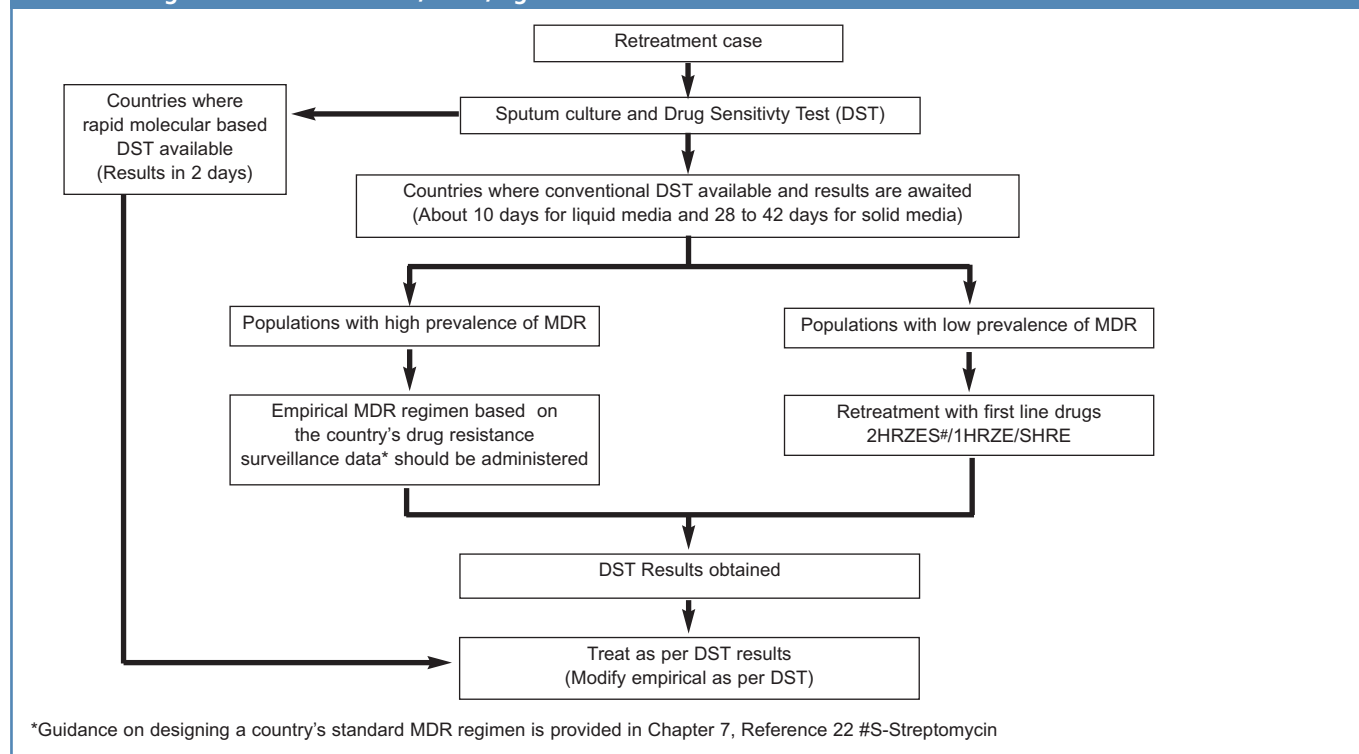 Retreatment case
Sputum culture and Drug Sensitivty Test (DST)
Countries where
rapid molecular based
DST available
(Results in 2 days)
Countries where conventional DST available and results are awaited
(About 10 days for liquid media and 28 to 42 days for solid media)
Populations with high prevalence of MDR
Populations with low prevalence of MDR
Empirical MDR regimen based on
the country's drug resistance
surveillance data* should be administered
Retreatment with first line drugs
2HRZES#/1HRZE/SHRE
DST Results obtained
Treat as per DST results
(Modify empirical as per DST)
*Guidance on designing a country's standard MDR regimen is provided in Chapter 7, Reference 22 #S-Streptomycin